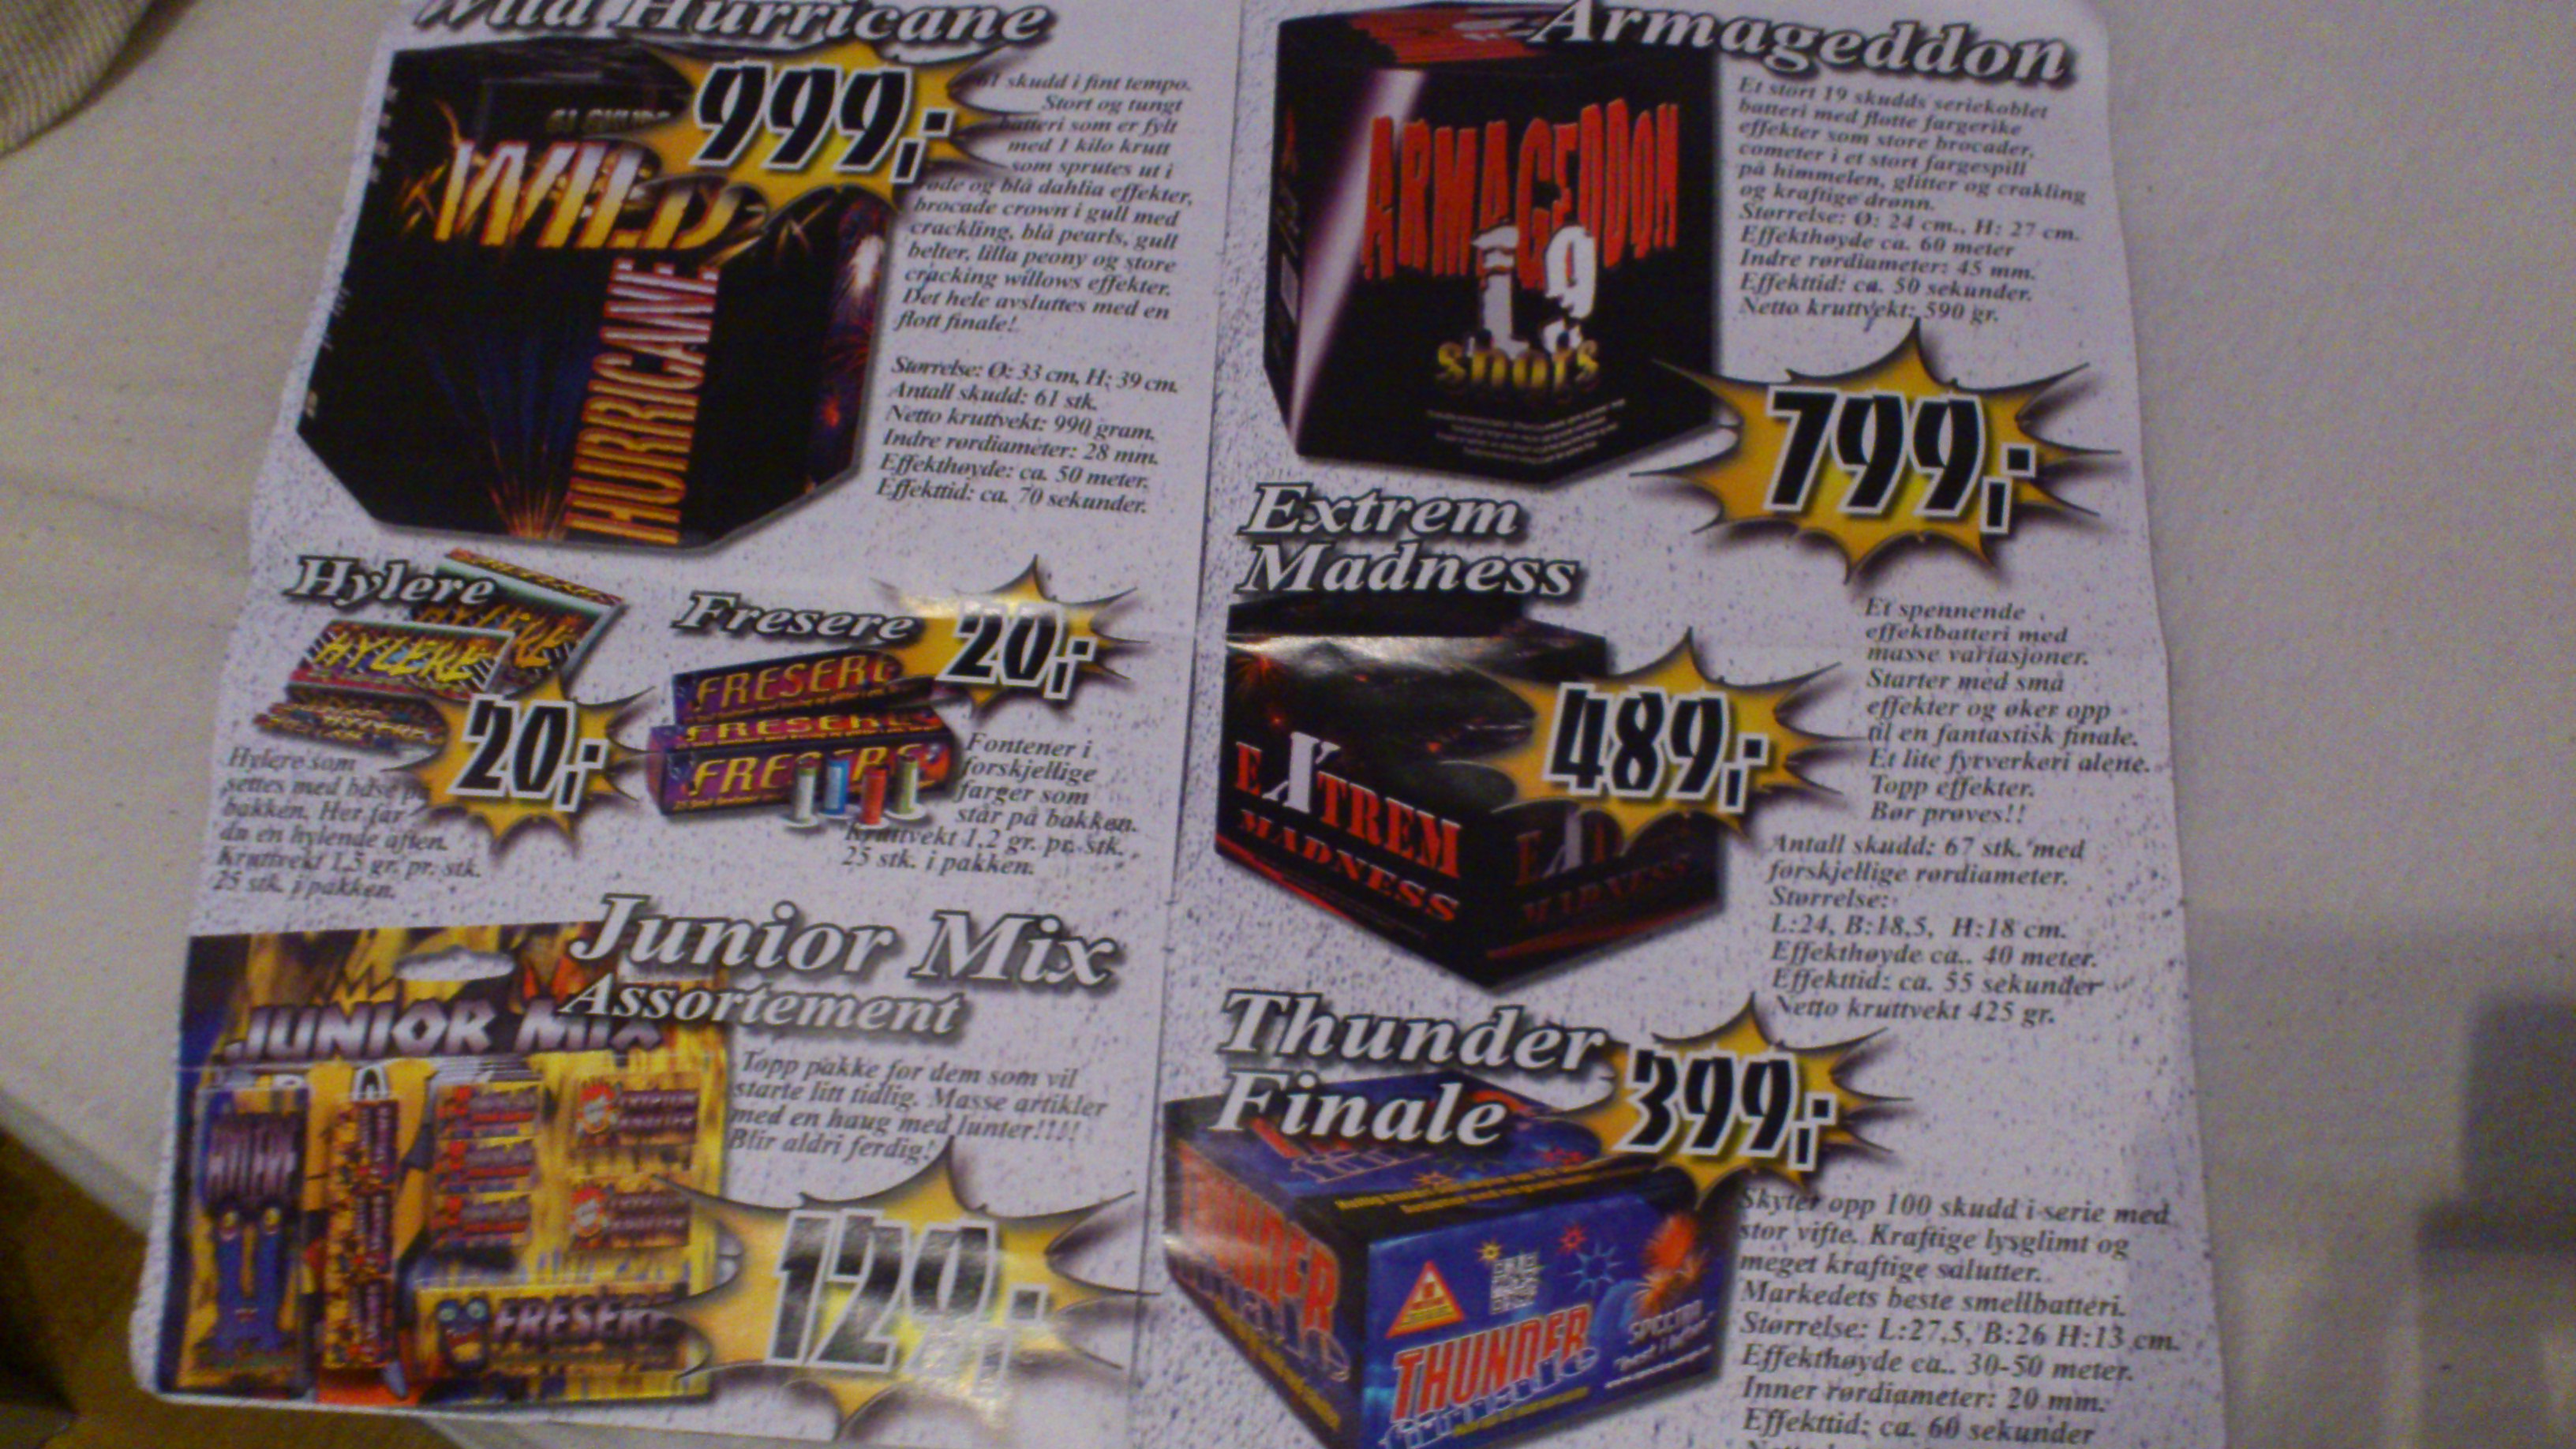 Wild Hurricane
999,-
WILD
HURRICANE
61 skudd i fint tempo.
Stort og tungt
batteri som er fylt
med 1 kilo krutt
som sprutes ut i
røde og blå dahlia effekter,
brocade crown i gull med
crackling, blå pearls, gull
belter, lilla peony og store
cracking willows effekter.
Det hele avsluttes med en
flott finale!
Størrelse: Ø: 33 cm, H: 39 cm.
Antall skudd: 61 stk.
Netto kruttvekt: 990 gram.
Indre rørdiameter: 28 mm.
Effekthøyde: ca. 50 meter.
Effekttid: ca. 70 sekunder.
Hylere
HYLERE
20,-
Hylere som
settes med båse på
bakken. Her får
du en hylende aften.
Kruttvekt 1,5 gr. pr. stk.
25 stk. i pakken.
Fresere
20,-
FRESERE
FRESERE
FRESERE
Fontener i
forskjellige
farger som
står på bakken.
Kruttvekt 1,2 gr. pr. stk.
25 stk. i pakken.
Junior Mix
Assortement
JUNIOR MIX
FRESERE
Topp pakke for dem som vil
starte litt tidlig. Masse artikler
med en haug med lunter!!!!
Blir aldri ferdig!
129,-
Armageddon
ARMAGEDDON
19
SHOTS
Et stort 19 skudds seriekoblet
batteri med flotte fargerike
effekter som store brocader,
cometer i et stort fargespill
på himmelen, glitter og crakling
og kraftige drønn.
Størrelse: Ø: 24 cm., H: 27 cm.
Effekthøyde ca. 60 meter
Indre rørdiameter: 45 mm.
Effekttid: ca. 50 sekunder.
Netto kruttvekt: 590 gr.
799,-
Extrem
Madness
EXTREM
MADNESS
489,-
Et spennende
effektbatteri med
masse variasjoner.
Starter med små
effekter og øker opp
til en fantastisk finale.
Et lite fyrverkeri alene.
Topp effekter.
Bør prøves!!
Antall skudd: 67 stk. med
forskjellige rørdiameter.
Størrelse:
L:24, B:18,5, H:18 cm.
Effekthøyde ca.. 40 meter.
Effekttid: ca. 55 sekunder
Netto kruttvekt 425 gr.
Thunder
Finale
399,-
THUNDER
Skyter opp 100 skudd i serie med
stor vifte. Kraftige lysglimt og
meget kraftige salutter.
Markedets beste smellbatteri.
Størrelse: L:27,5, B:26 H:13 cm.
Effekthøyde ca.. 30-50 meter.
Inner rørdiameter: 20 mm.
Effekttid: ca. 60 sekunder